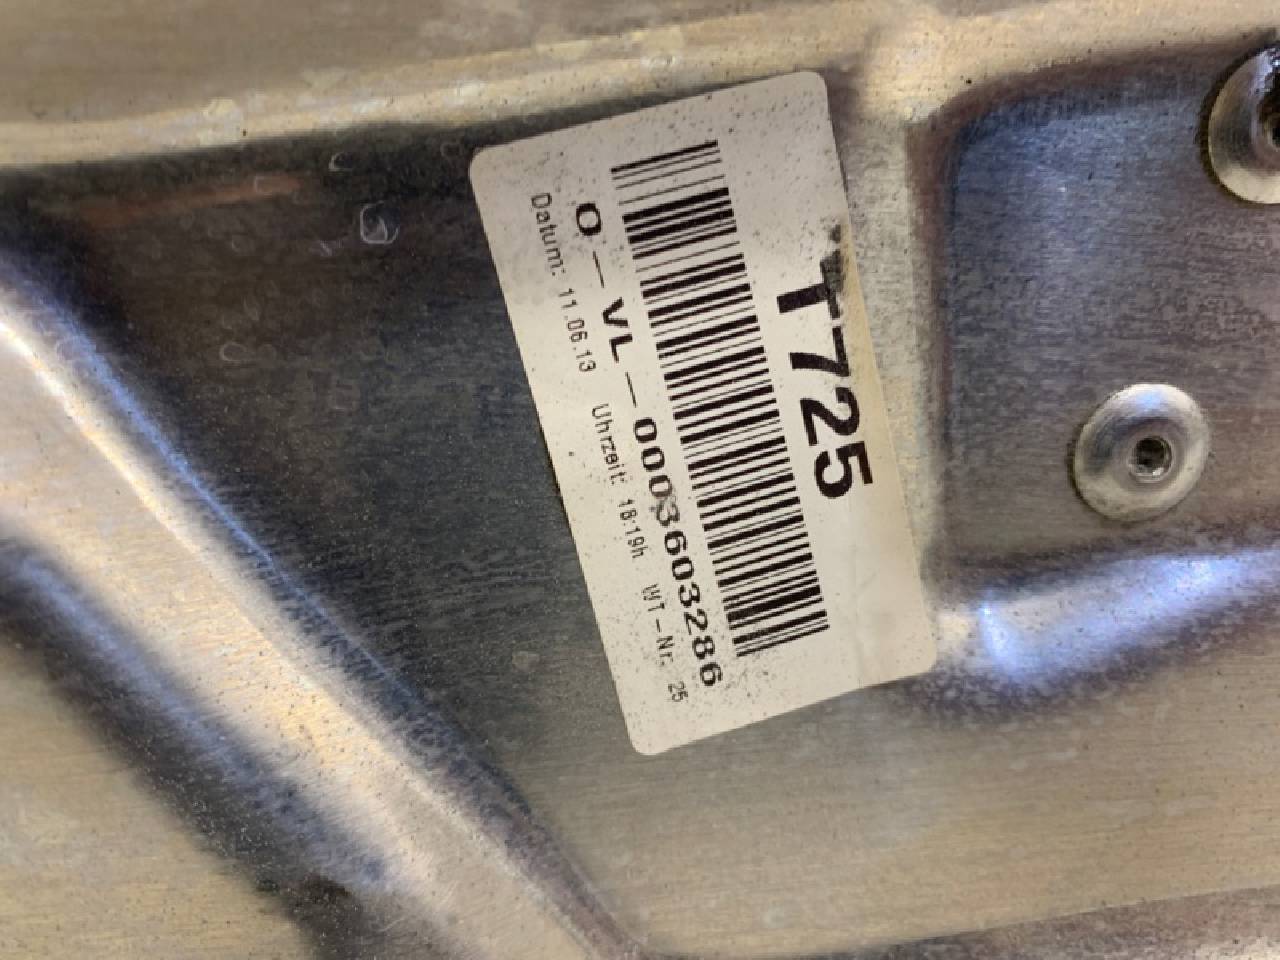 T725
O–VL–0003603286
Datum: 11.06.13 Uhrzeit: 18:19h WT–Nr. 25